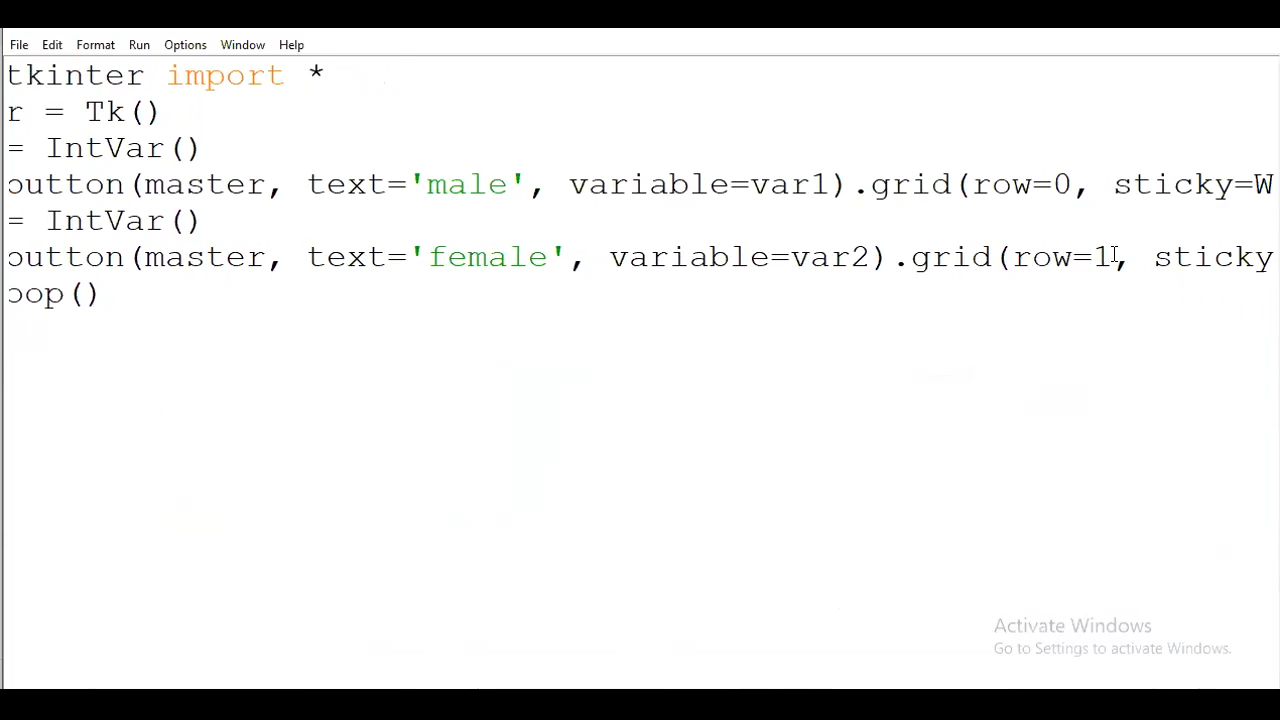 File Edit Format Run Options Window Help
tkinter import *
r = Tk()
= IntVar()
button(master, text='male', variable=var1).grid(row=0, sticky=W
= IntVar()
button(master, text='female', variable=var2).grid(row=1, sticky
oop()
Activate Windows
Go to Settings to activate Windows.